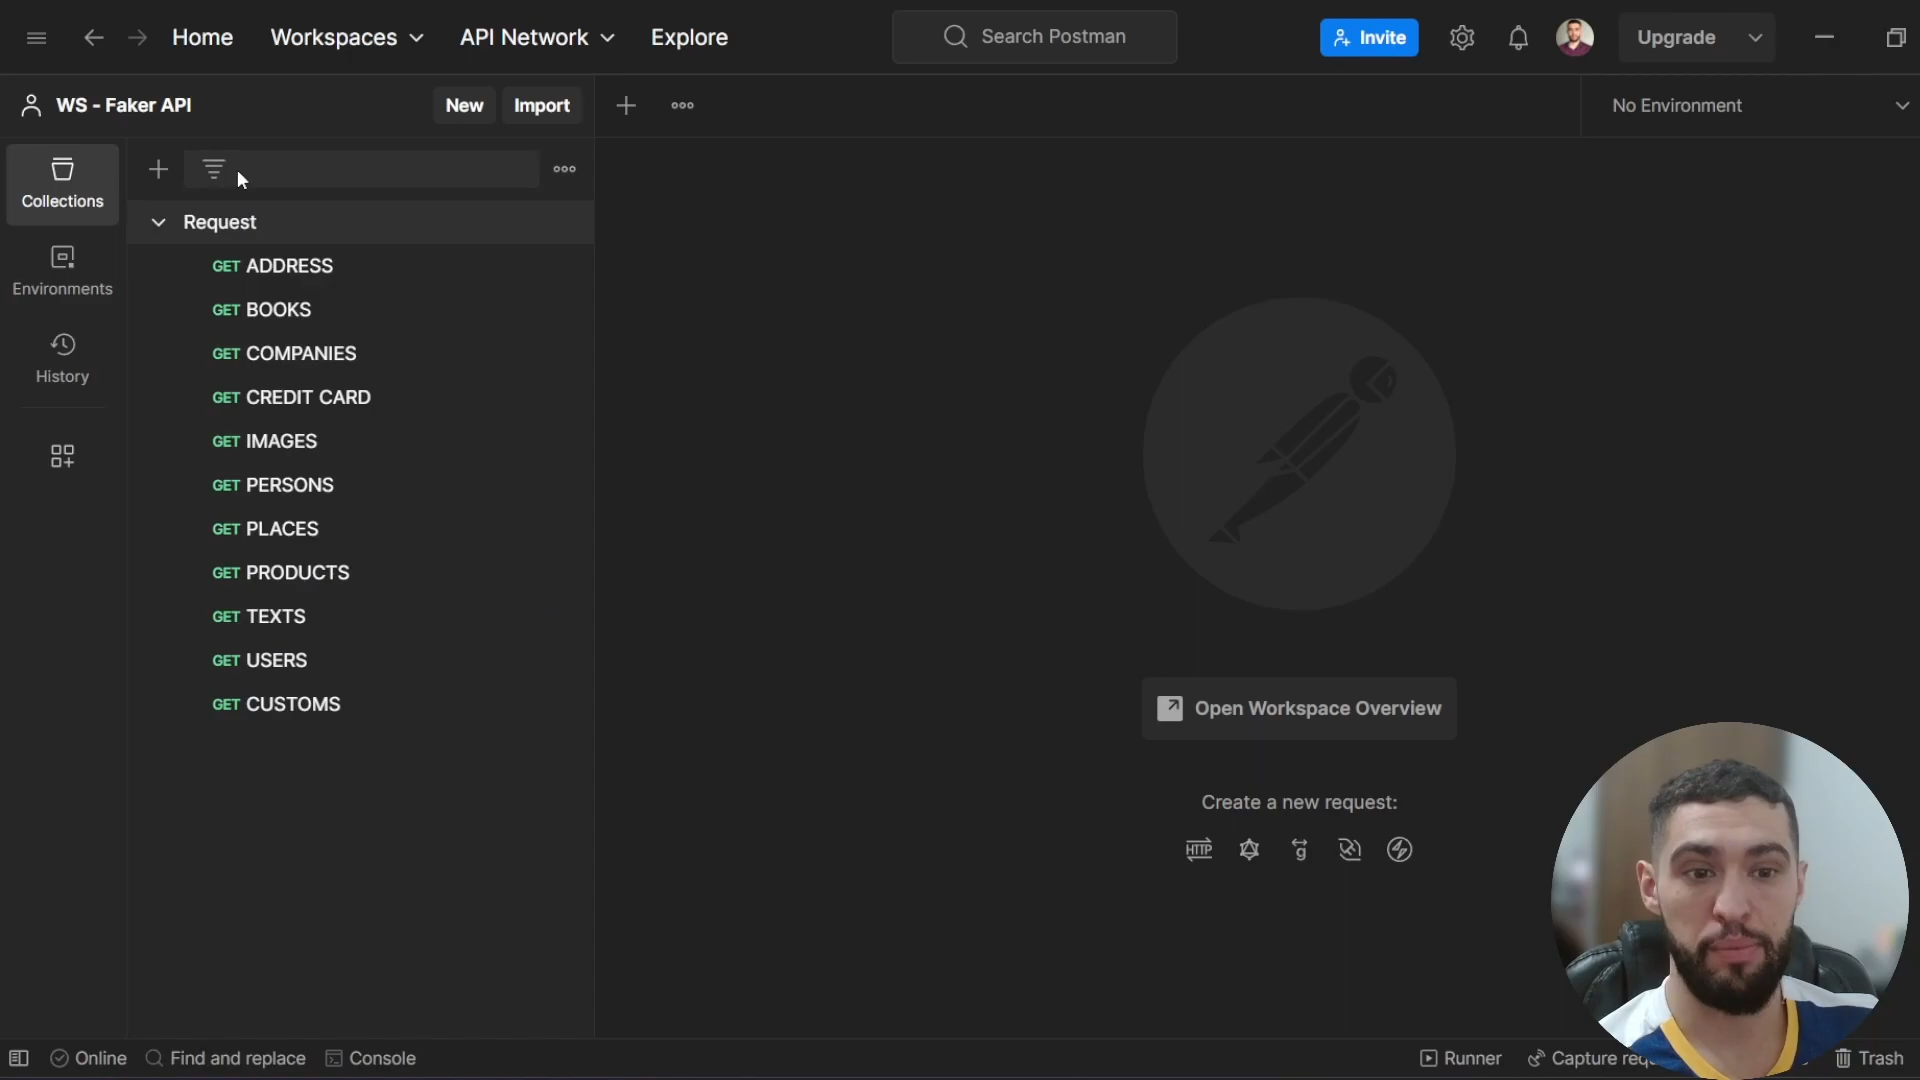 Home Workspaces API Network Explore Search Postman Invite Upgrade
WS - Faker API New Import No Environment
Collections
Environments
History
Request
GET ADDRESS
GET BOOKS
GET COMPANIES
GET CREDIT CARD
GET IMAGES
GET PERSONS
GET PLACES
GET PRODUCTS
GET TEXTS
GET USERS
GET CUSTOMS
Open Workspace Overview
Create a new request:
HTTP
Online Find and replace Console Runner Capture Trash